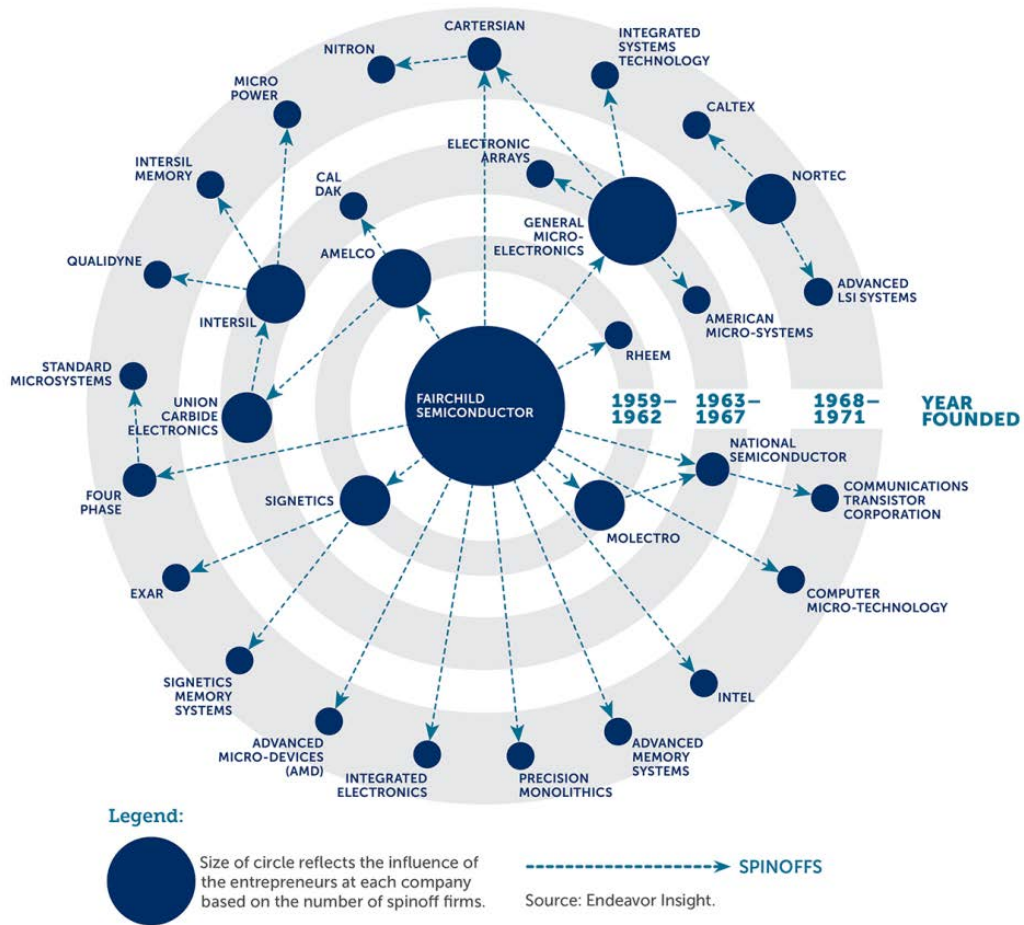 CARTERSIAN
NITRON
INTEGRATED
SYSTEMS
TECHNOLOGY
MICRO
POWER
CALTEX
ELECTRONIC
ARRAYS
INTERSIL
MEMORY
CAL
DAK
NORTEC
GENERAL
MICRO-
ELECTRONICS
AMELCO
QUALIDYNE
ADVANCED
LSI SYSTEMS
INTERSIL
AMERICAN
MICRO-SYSTEMS
RHEEM
STANDARD
MICROSYSTEMS
UNION
CARBIDE
ELECTRONICS
FAIRCHILD
SEMICONDUCTOR
1959–
1962
1963–
1967
1968–
1971
YEAR
FOUNDED
NATIONAL
SEMICONDUCTOR
FOUR
PHASE
SIGNETICS
COMMUNICATIONS
TRANSISTOR
CORPORATION
MOLECTRO
EXAR
COMPUTER
MICRO-TECHNOLOGY
SIGNETICS
MEMORY
SYSTEMS
INTEL
ADVANCED
MICRO-DEVICES
(AMD)
INTEGRATED
ELECTRONICS
PRECISION
MONOLITHICS
ADVANCED
MEMORY
SYSTEMS
Legend:
Size of circle reflects the influence of
the entrepreneurs at each company
based on the number of spinoff firms.
SPINOFFS
Source: Endeavor Insight.